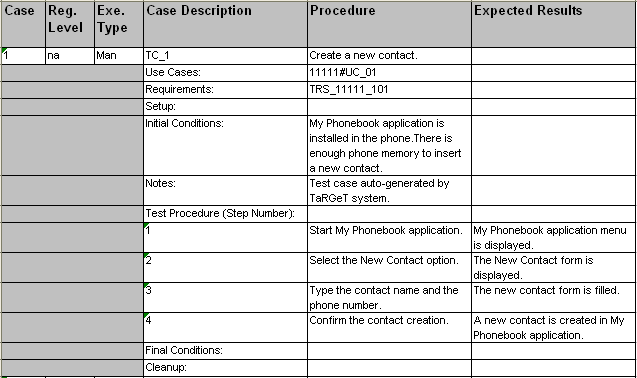 Case Reg. Level Exe. Type Case Description Procedure Expected Results
1 na Man TC_1 Create a new contact.
Use Cases: 11111#UC_01
Requirements: TRS_11111_101
Setup:
Initial Conditions: My Phonebook application is
installed in the phone.There is
enough phone memory to insert
a new contact.
Notes: Test case auto-generated by
TaRGeT system.
Test Procedure (Step Number):
1 Start My Phonebook application. My Phonebook application menu
is displayed.
2 Select the New Contact option. The New Contact form is
displayed.
3 Type the contact name and the The new contact form is filled.
phone number.
4 Confirm the contact creation. A new contact is created in My
Phonebook application.
Final Conditions:
Cleanup: